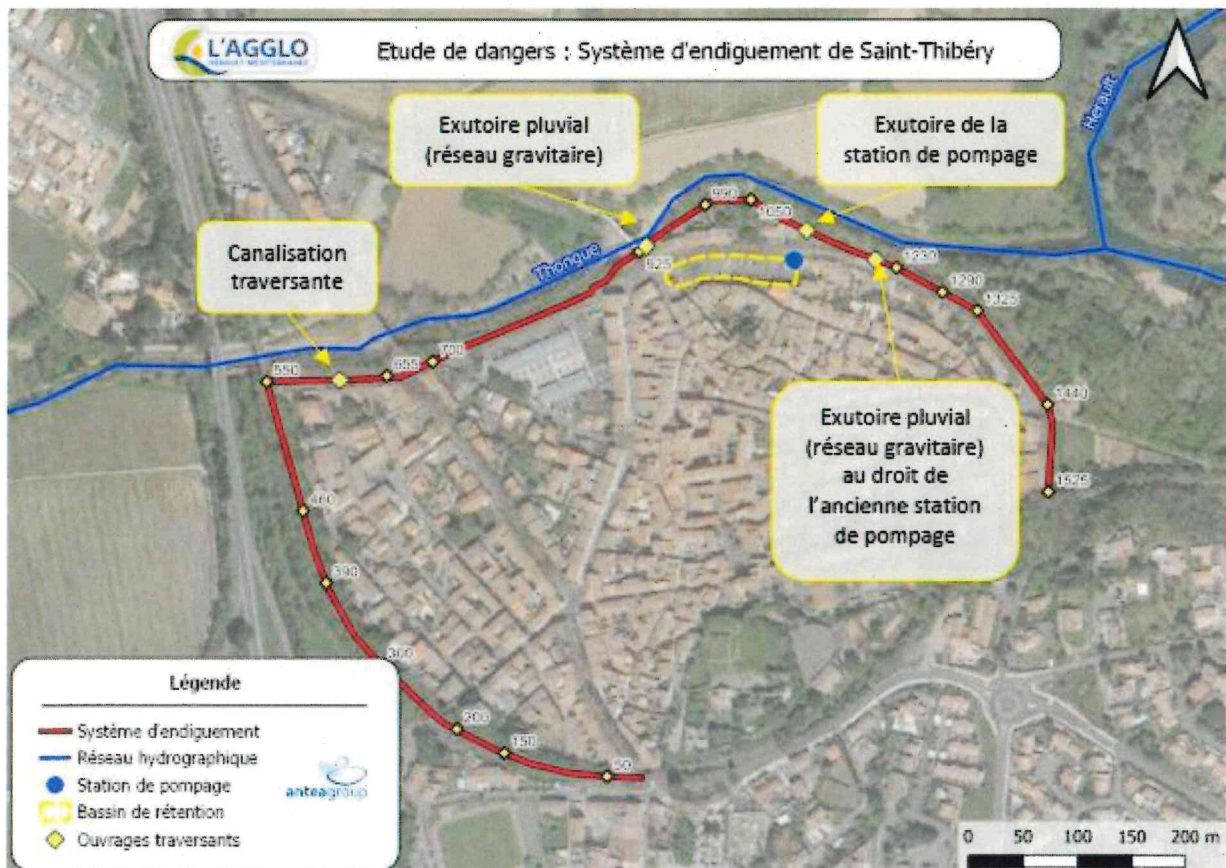 L'AGGLO
HÉRAULT MÉDITERRANÉE
Etude de dangers : Système d'endiguement de Saint-Thibéry
Exutoire pluvial
(réseau gravitaire)
Exutoire de la
station de pompage
Hérault
Canalisation
traversante
Thongue
990
1050
825
1230
1290
1325
550
655
700
1440
1525
Exutoire pluvial
(réseau gravitaire)
au droit de
l'ancienne station
de pompage
460
390
300
200
150
50
Légende
Système d'endiguement
Réseau hydrographique
Station de pompage
Bassin de rétention
Ouvrages traversants
anteagroup
0 50 100 150 200 m